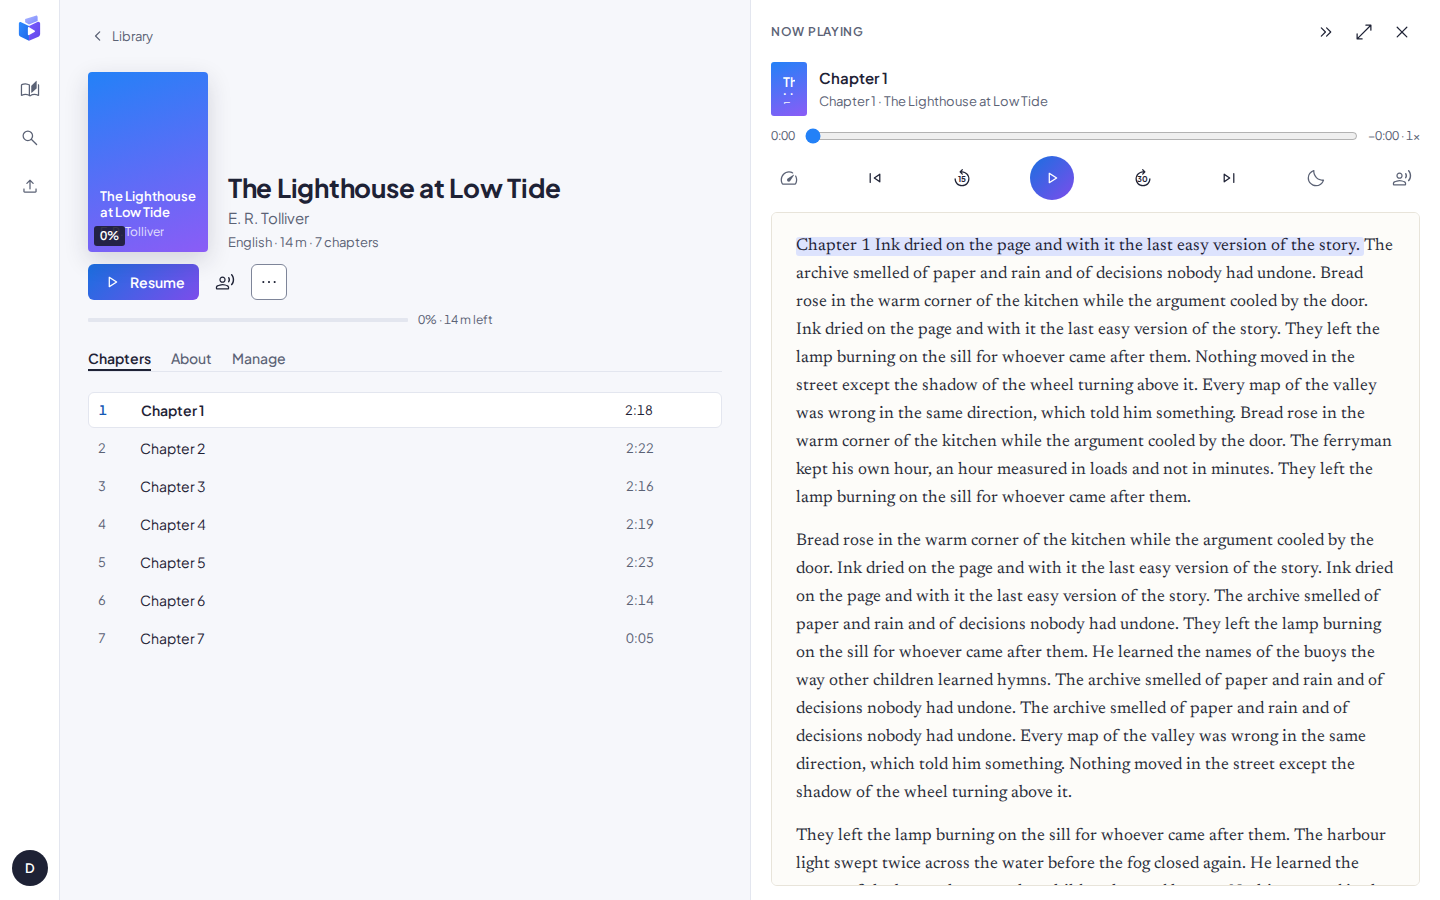 Library
The Lighthouse
at Low Tide
0%
Tolliver
The Lighthouse at Low Tide
E. R. Tolliver
English · 14 m · 7 chapters
Resume
0% · 14 m left
Chapters
About
Manage
1 Chapter 1 2:18
2 Chapter 2 2:22
3 Chapter 3 2:16
4 Chapter 4 2:19
5 Chapter 5 2:23
6 Chapter 6 2:14
7 Chapter 7 0:05
D
NOW PLAYING
Chapter 1
Chapter 1 · The Lighthouse at Low Tide
0:00
−0:00 · 1×
15
30
Chapter 1 Ink dried on the page and with it the last easy version of the story. The
archive smelled of paper and rain and of decisions nobody had undone. Bread
rose in the warm corner of the kitchen while the argument cooled by the door.
Ink dried on the page and with it the last easy version of the story. They left the
lamp burning on the sill for whoever came after them. Nothing moved in the
street except the shadow of the wheel turning above it. Every map of the valley
was wrong in the same direction, which told him something. Bread rose in the
warm corner of the kitchen while the argument cooled by the door. The ferryman
kept his own hour, an hour measured in loads and not in minutes. They left the
lamp burning on the sill for whoever came after them.
Bread rose in the warm corner of the kitchen while the argument cooled by the
door. Ink dried on the page and with it the last easy version of the story. Ink dried
on the page and with it the last easy version of the story. The archive smelled of
paper and rain and of decisions nobody had undone. They left the lamp burning
on the sill for whoever came after them. He learned the names of the buoys the
way other children learned hymns. The archive smelled of paper and rain and of
decisions nobody had undone. The archive smelled of paper and rain and of
decisions nobody had undone. Every map of the valley was wrong in the same
direction, which told him something. Nothing moved in the street except the
shadow of the wheel turning above it.
They left the lamp burning on the sill for whoever came after them. The harbour
light swept twice across the water before the fog closed again. He learned the